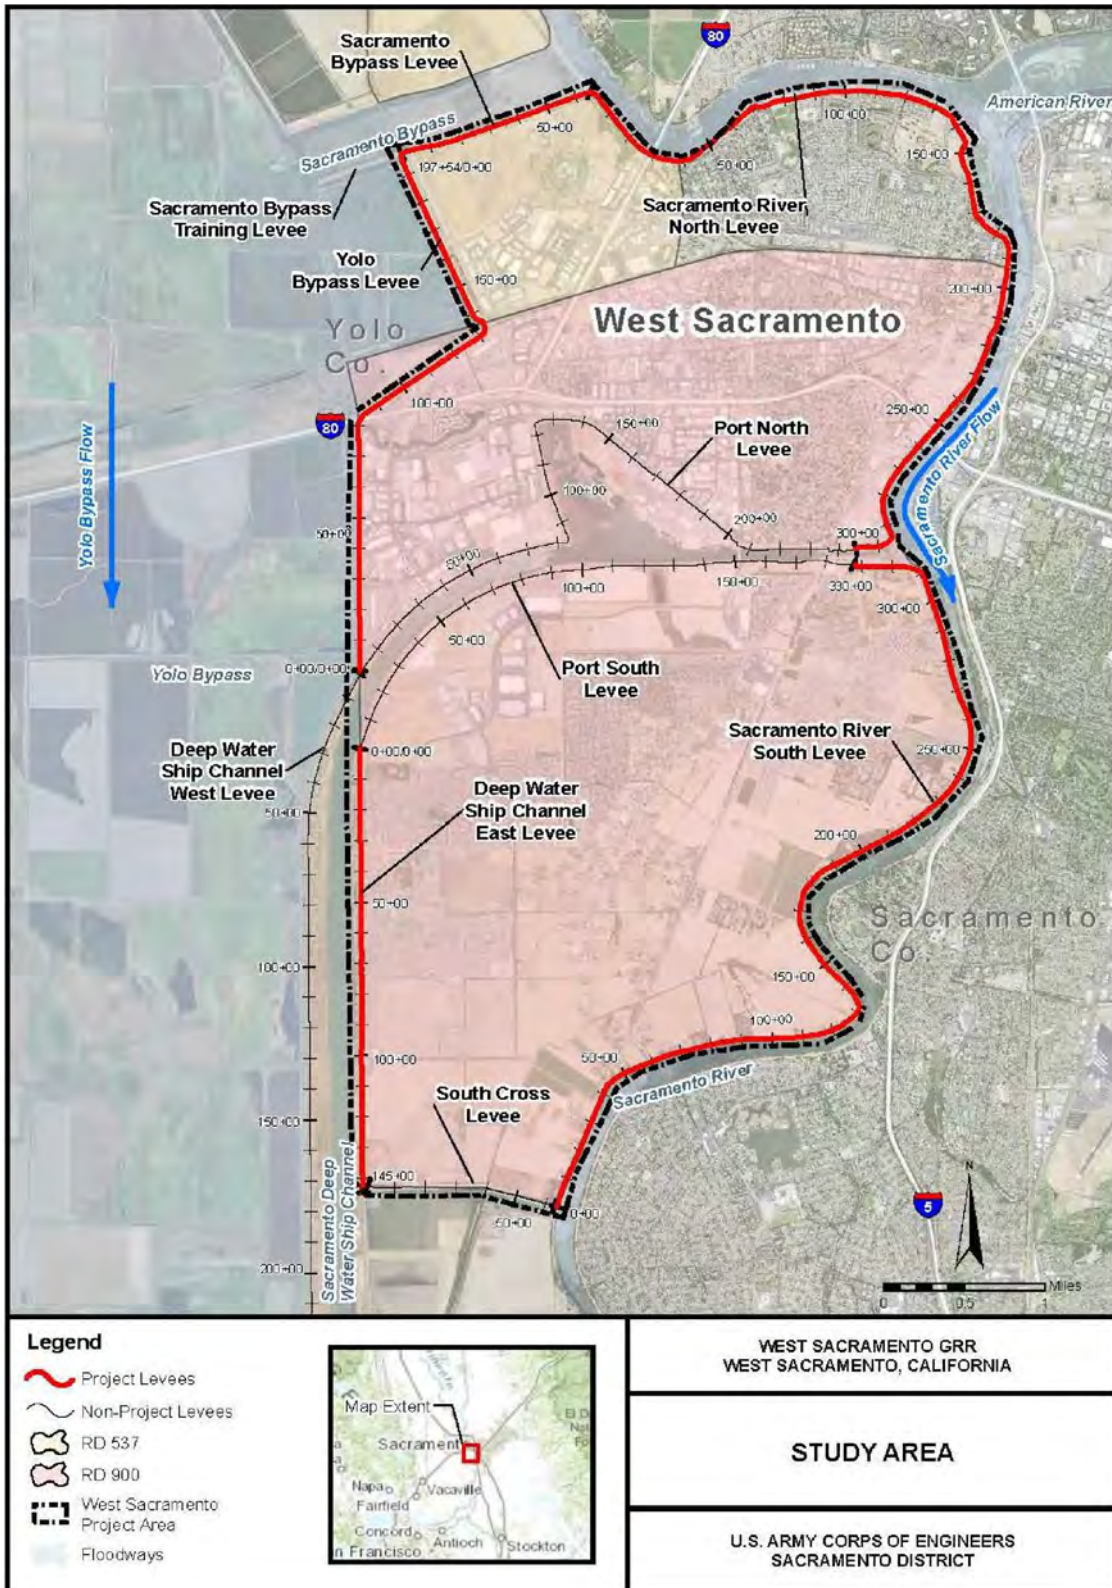 80
Sacramento
Bypass Levee
American River
100+00
50+00
Sacramento Bypass
150+00
50+00
197+54/0+00
Sacramento Bypass
Training Levee
Sacramento River
North Levee
Yolo
Bypass Levee
150+00
200+00
West Sacramento
Yolo
Co.
100+00
80
250+00
Port North
Levee
150+00
100+00
Yolo Bypass Flow
Sacramento River Flow
50+00
200+00
300+00
50+00
100+00
150+00
330+00
300+00
50+00
Yolo Bypass
0+00/0+00
Port South
Levee
Deep Water
Ship Channel
West Levee
0+00/0+00
Sacramento River
South Levee
250+00
Deep Water
Ship Channel
East Levee
50+00
200+00
50+00
Sacramento
Co.
100+00
150+00
100+00
50+00
100+00
Sacramento River
South Cross
Levee
150+00
145+00
Sacramento Deep
Water Ship Channel
50+00
0+00
N
5
200+00
0 0.5 1 Miles
Legend
Project Levees
Non-Project Levees
RD 537
RD 900
West Sacramento
Project Area
Floodways
Map Extent
Sacrament
Napa
Vacaville
Fairfield
Concord
Antioch
Stockton
n Francisco
WEST SACRAMENTO GRR
WEST SACRAMENTO, CALIFORNIA
STUDY AREA
U.S. ARMY CORPS OF ENGINEERS
SACRAMENTO DISTRICT